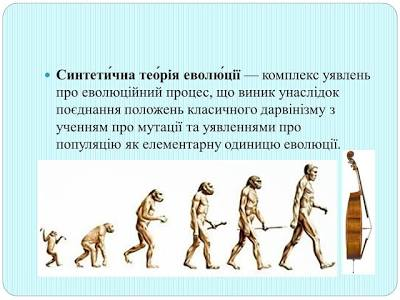 Синтети́чна тео́рія еволю́ції — комплекс уявлень
про еволюційний процес, що виник унаслідок
поєднання положень класичного дарвінізму з
ученням про мутації та уявленнями про
популяцію як елементарну одиницю еволюції.